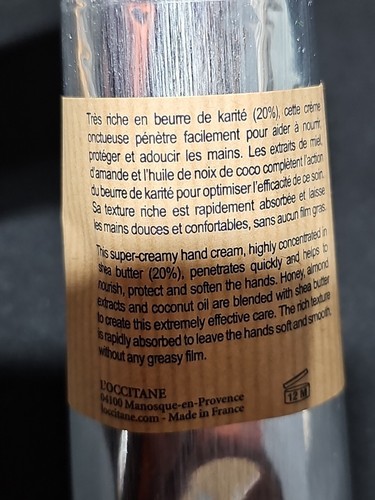 Très riche en beurre de karité (20%), cette crème
onctueuse pénètre facilement pour aider à nourrir,
protéger et adoucir les mains. Les extraits de miel,
d'amande et l'huile de noix de coco complètent l'action
du beurre de karité pour optimiser l'efficacité de ce soin.
Sa texture riche est rapidement absorbée et laisse
les mains douces et confortables, sans aucun film gras.
This super-creamy hand cream, highly concentrated in
shea butter (20%), penetrates quickly and helps to
nourish, protect and soften the hands. Honey, almond
extracts and coconut oil are blended with shea butter
to create this extremely effective care. The rich texture
is rapidly absorbed to leave the hands soft and smooth,
without any greasy film.
L'OCCITANE
04100 Manosque-en-Provence
loccitane.com - Made in France
12 M